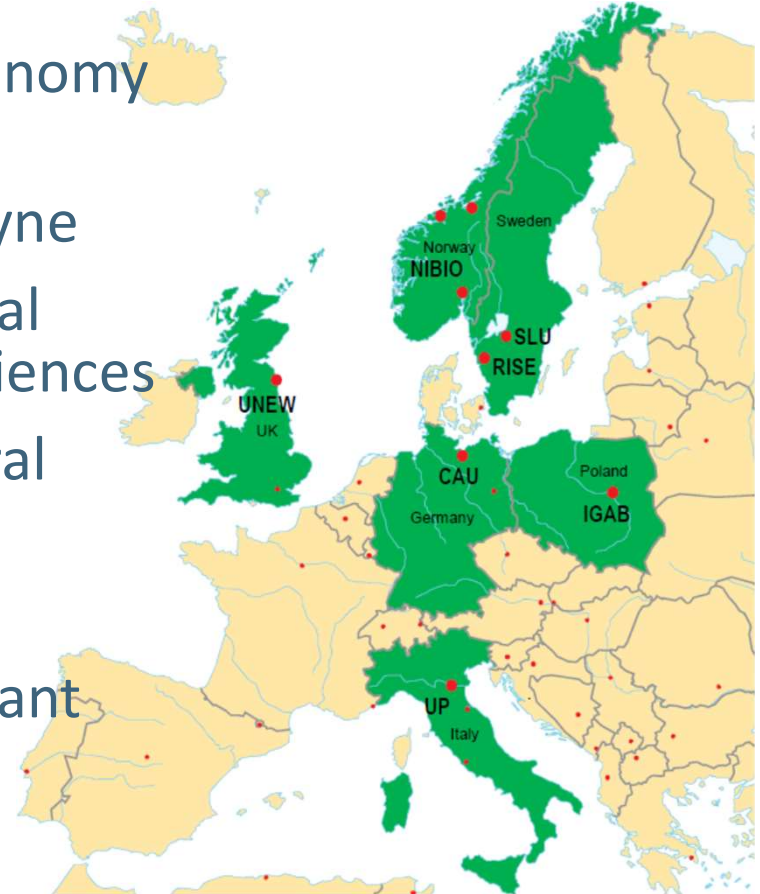 nomy
yne
al
iences
al
ant
Sweden
Norway
NIBIO
SLU
RISE
UNEW
UK
CAU
Germany
Poland
IGAB
UP
Italy